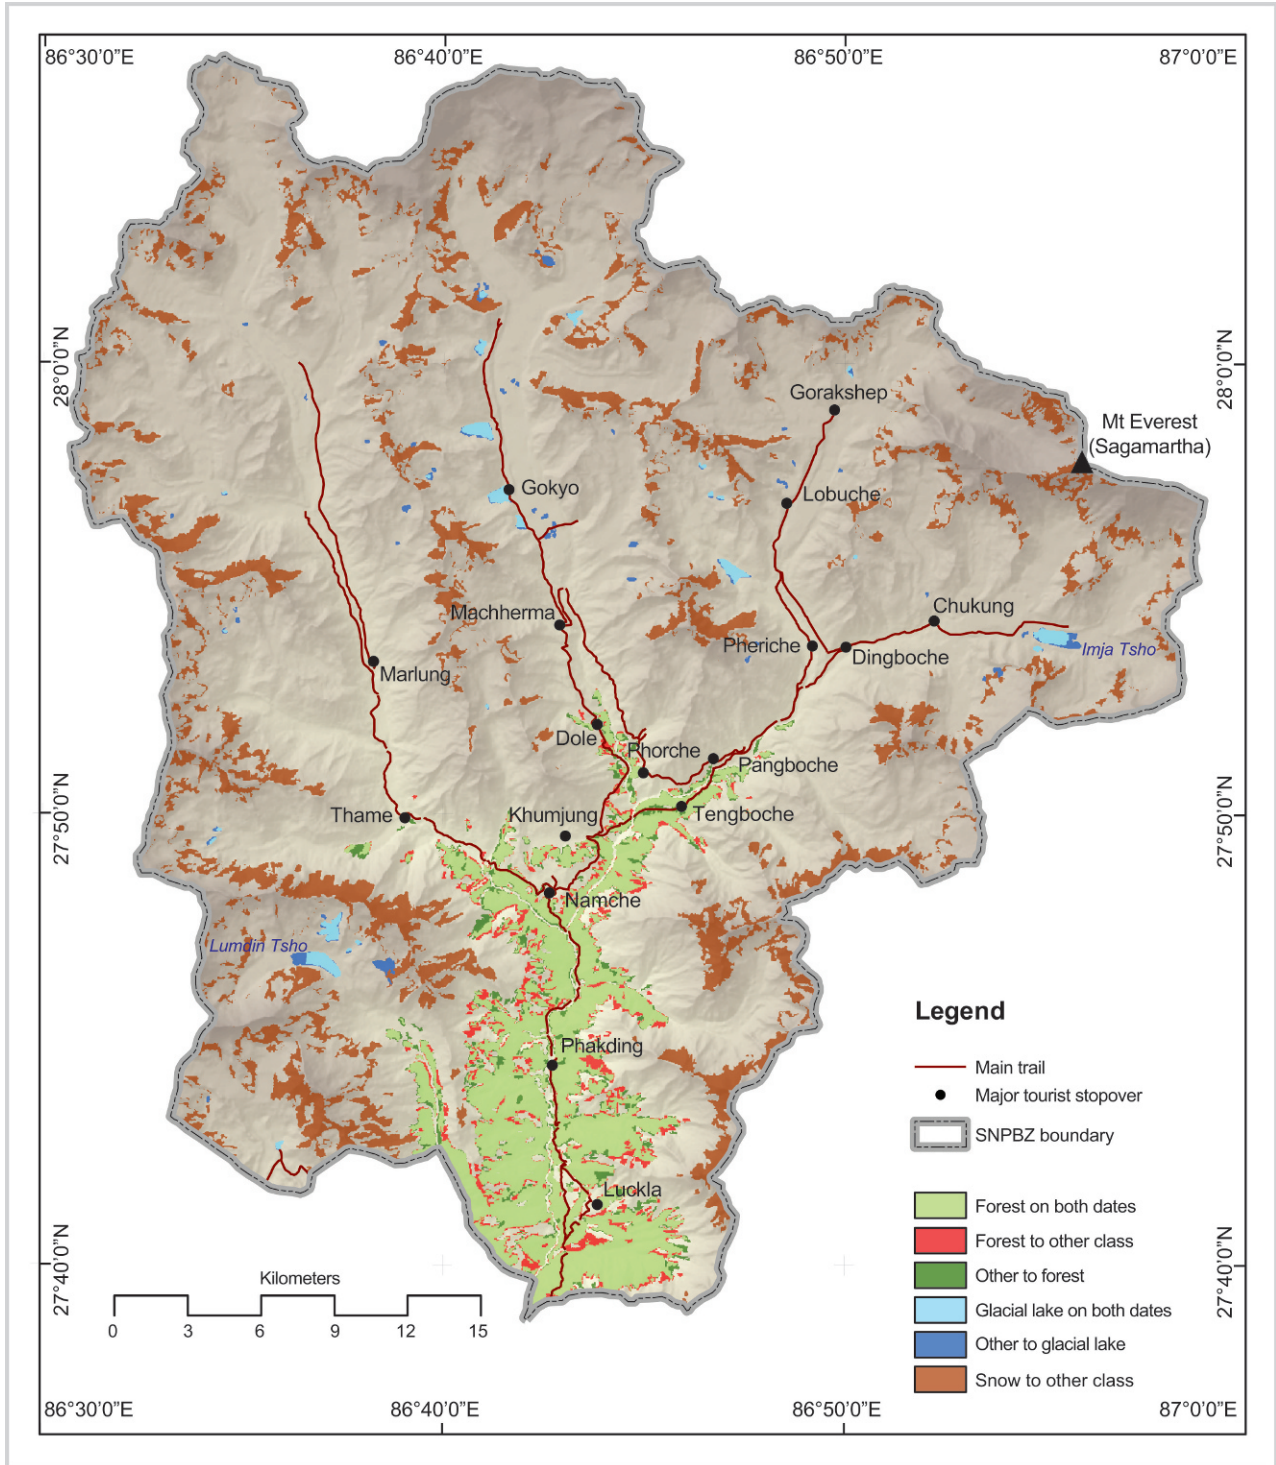 86°30’0”E
86°40’0”E
86°50’0”E
87°0’0”E
28°0’0”N
28°0’0”N
Gorakshep
Mt Everest
(Sagamartha)
Gokyo
Lobuche
Machherma
Chukung
Pheriche
Dingboche
Imja Tsho
Marlung
Dole
Phorche
Pangboche
27°50’0”N
27°50’0”N
Thame
Khumjung
Tengboche
Namche
Lumdin Tsho
Phakding
Luckla
27°40’0”N
27°40’0”N
Legend
Main trail
Major tourist stopover
SNPBZ boundary
Forest on both dates
Forest to other class
Other to forest
Glacial lake on both dates
Other to glacial lake
Snow to other class
Kilometers
0 3 6 9 12 15
86°30’0”E
86°40’0”E
86°50’0”E
87°0’0”E